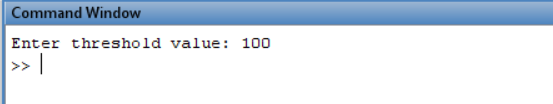 Command Window
Enter threshold value: 100
>>